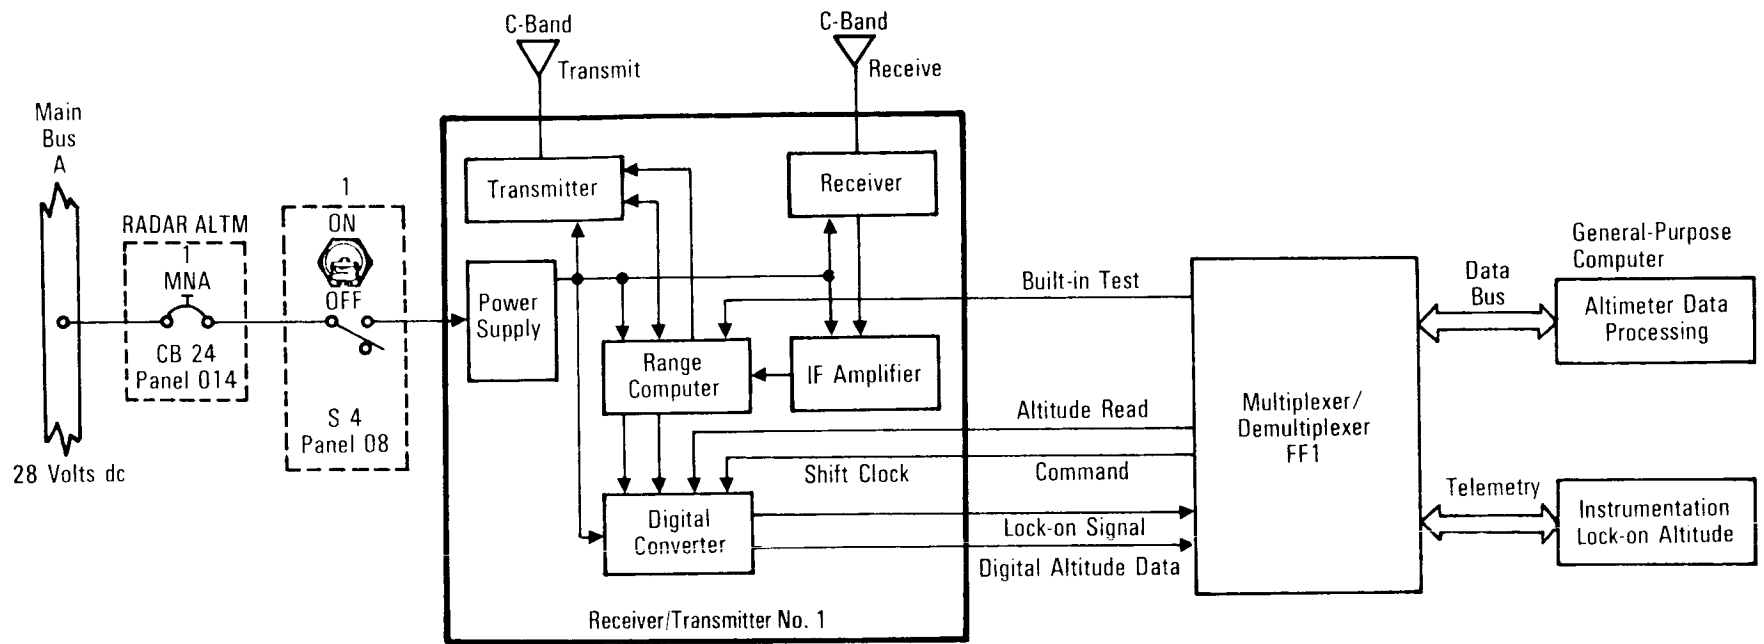 C-Band
Transmit
C-Band
Receive
Main
Bus
A
28 Volts dc
RADAR ALTM
1
MNA
CB 24
Panel O14
1
ON
OFF
S 4
Panel O8
Transmitter
Receiver
Power
Supply
Range
Computer
IF Amplifier
Digital
Converter
Receiver/Transmitter No. 1
Built-in Test
Altitude Read
Shift Clock Command
Lock-on Signal
Digital Altitude Data
Multiplexer/
Demultiplexer
FF1
Data
Bus
General-Purpose
Computer
Altimeter Data
Processing
Telemetry
Instrumentation
Lock-on Altitude